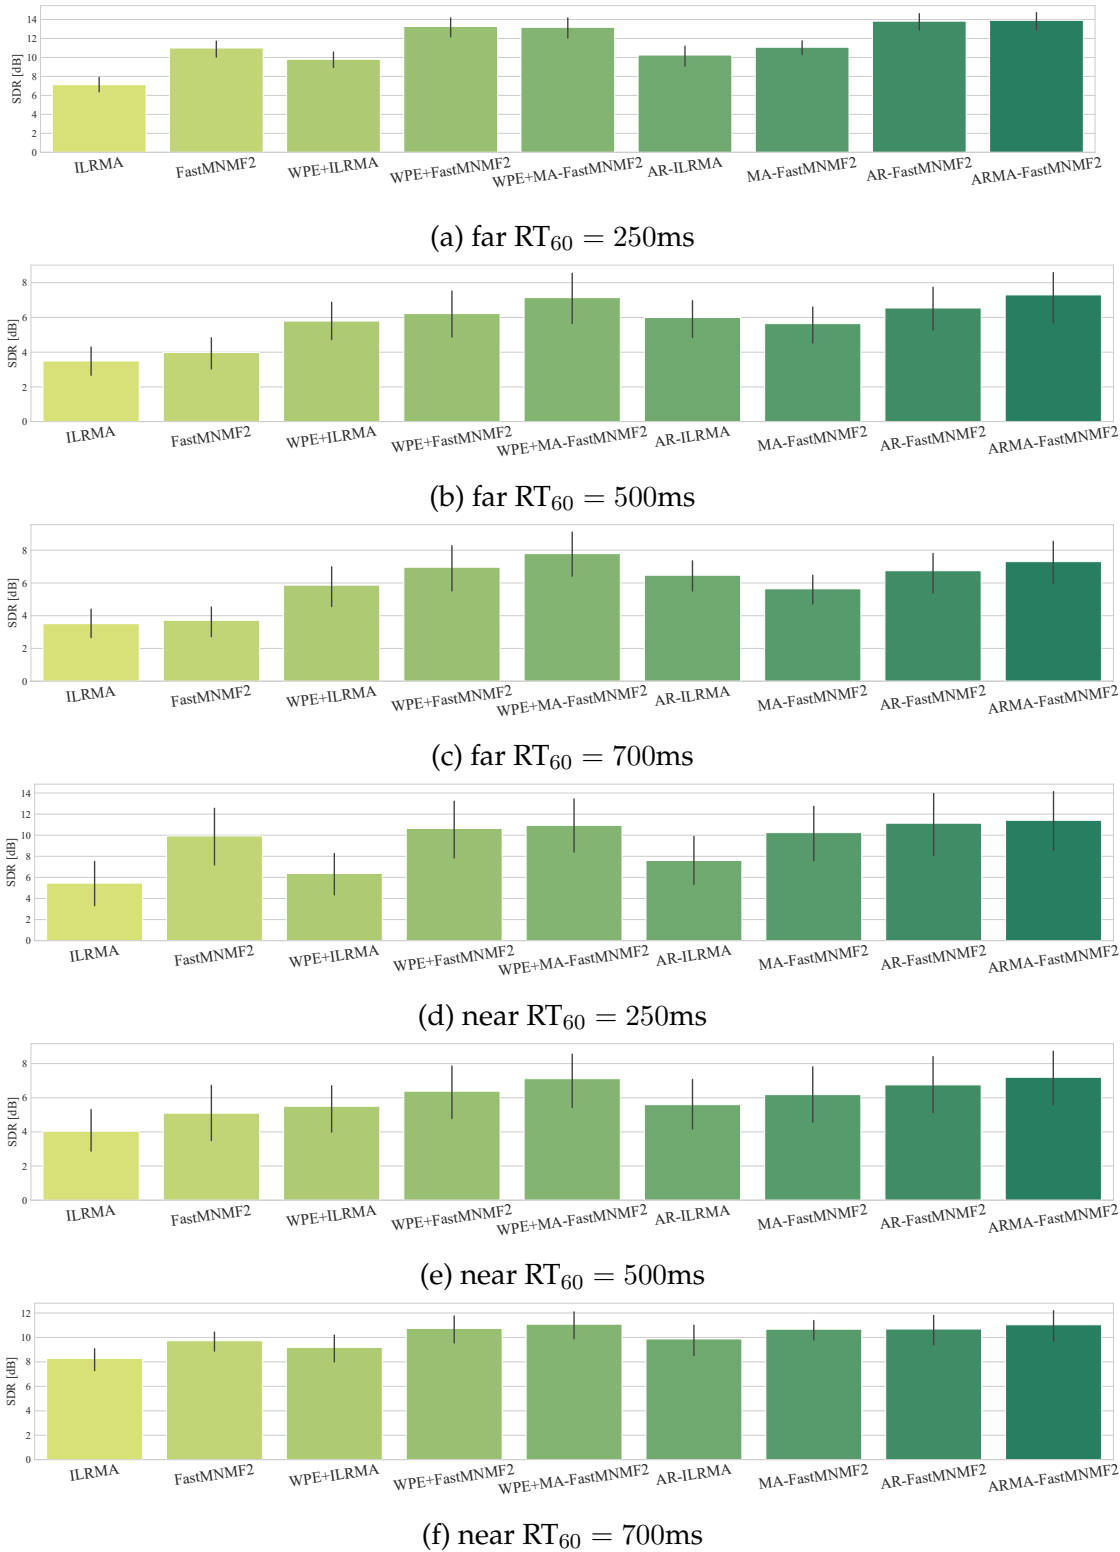 SDR [dB]
14
12
10
8
6
4
2
0
ILRMA FastMNMF2 WPE+ILRMA WPE+FastMNMF2 WPE+MA-FastMNMF2 AR-ILRMA MA-FastMNMF2 AR-FastMNMF2 ARMA-FastMNMF2
(a) far RT60 = 250ms
SDR [dB]
8
6
4
2
0
ILRMA FastMNMF2 WPE+ILRMA WPE+FastMNMF2 WPE+MA-FastMNMF2 AR-ILRMA MA-FastMNMF2 AR-FastMNMF2 ARMA-FastMNMF2
(b) far RT60 = 500ms
SDR [dB]
8
6
4
2
0
ILRMA FastMNMF2 WPE+ILRMA WPE+FastMNMF2 WPE+MA-FastMNMF2 AR-ILRMA MA-FastMNMF2 AR-FastMNMF2 ARMA-FastMNMF2
(c) far RT60 = 700ms
SDR [dB]
14
12
10
8
6
4
2
0
ILRMA FastMNMF2 WPE+ILRMA WPE+FastMNMF2 WPE+MA-FastMNMF2 AR-ILRMA MA-FastMNMF2 AR-FastMNMF2 ARMA-FastMNMF2
(d) near RT60 = 250ms
SDR [dB]
8
6
4
2
0
ILRMA FastMNMF2 WPE+ILRMA WPE+FastMNMF2 WPE+MA-FastMNMF2 AR-ILRMA MA-FastMNMF2 AR-FastMNMF2 ARMA-FastMNMF2
(e) near RT60 = 500ms
SDR [dB]
12
10
8
6
4
2
0
ILRMA FastMNMF2 WPE+ILRMA WPE+FastMNMF2 WPE+MA-FastMNMF2 AR-ILRMA MA-FastMNMF2 AR-FastMNMF2 ARMA-FastMNMF2
(f) near RT60 = 700ms